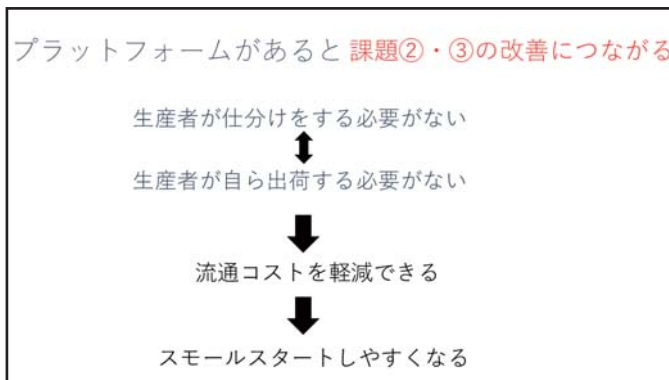 プラットフォームがあると 課題②・③の改善につながる
生産者が仕分けをする必要がない
生産者が自ら出荷する必要がない
流通コストを軽減できる
スモールスタートしやすくなる